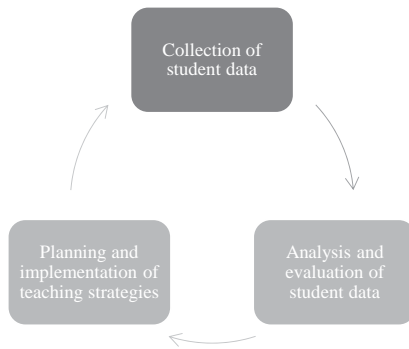 Collection of
student data
Analysis and
evaluation of
student data
Planning and
implementation of
teaching strategies